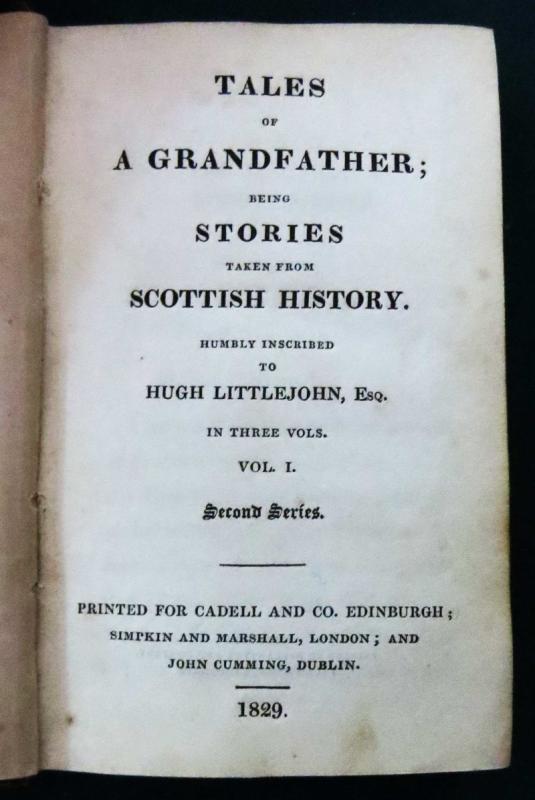 TALES
OF
A GRANDFATHER;
BEING
STORIES
TAKEN FROM
SCOTTISH HISTORY.
HUMBLY INSCRIBED
TO
HUGH LITTLEJOHN, Esq.
IN THREE VOLS.
VOL. I.
Second Series.
PRINTED FOR CADELL AND CO. EDINBURGH;
SIMPKIN AND MARSHALL, LONDON; AND
JOHN CUMMING, DUBLIN.
1829.